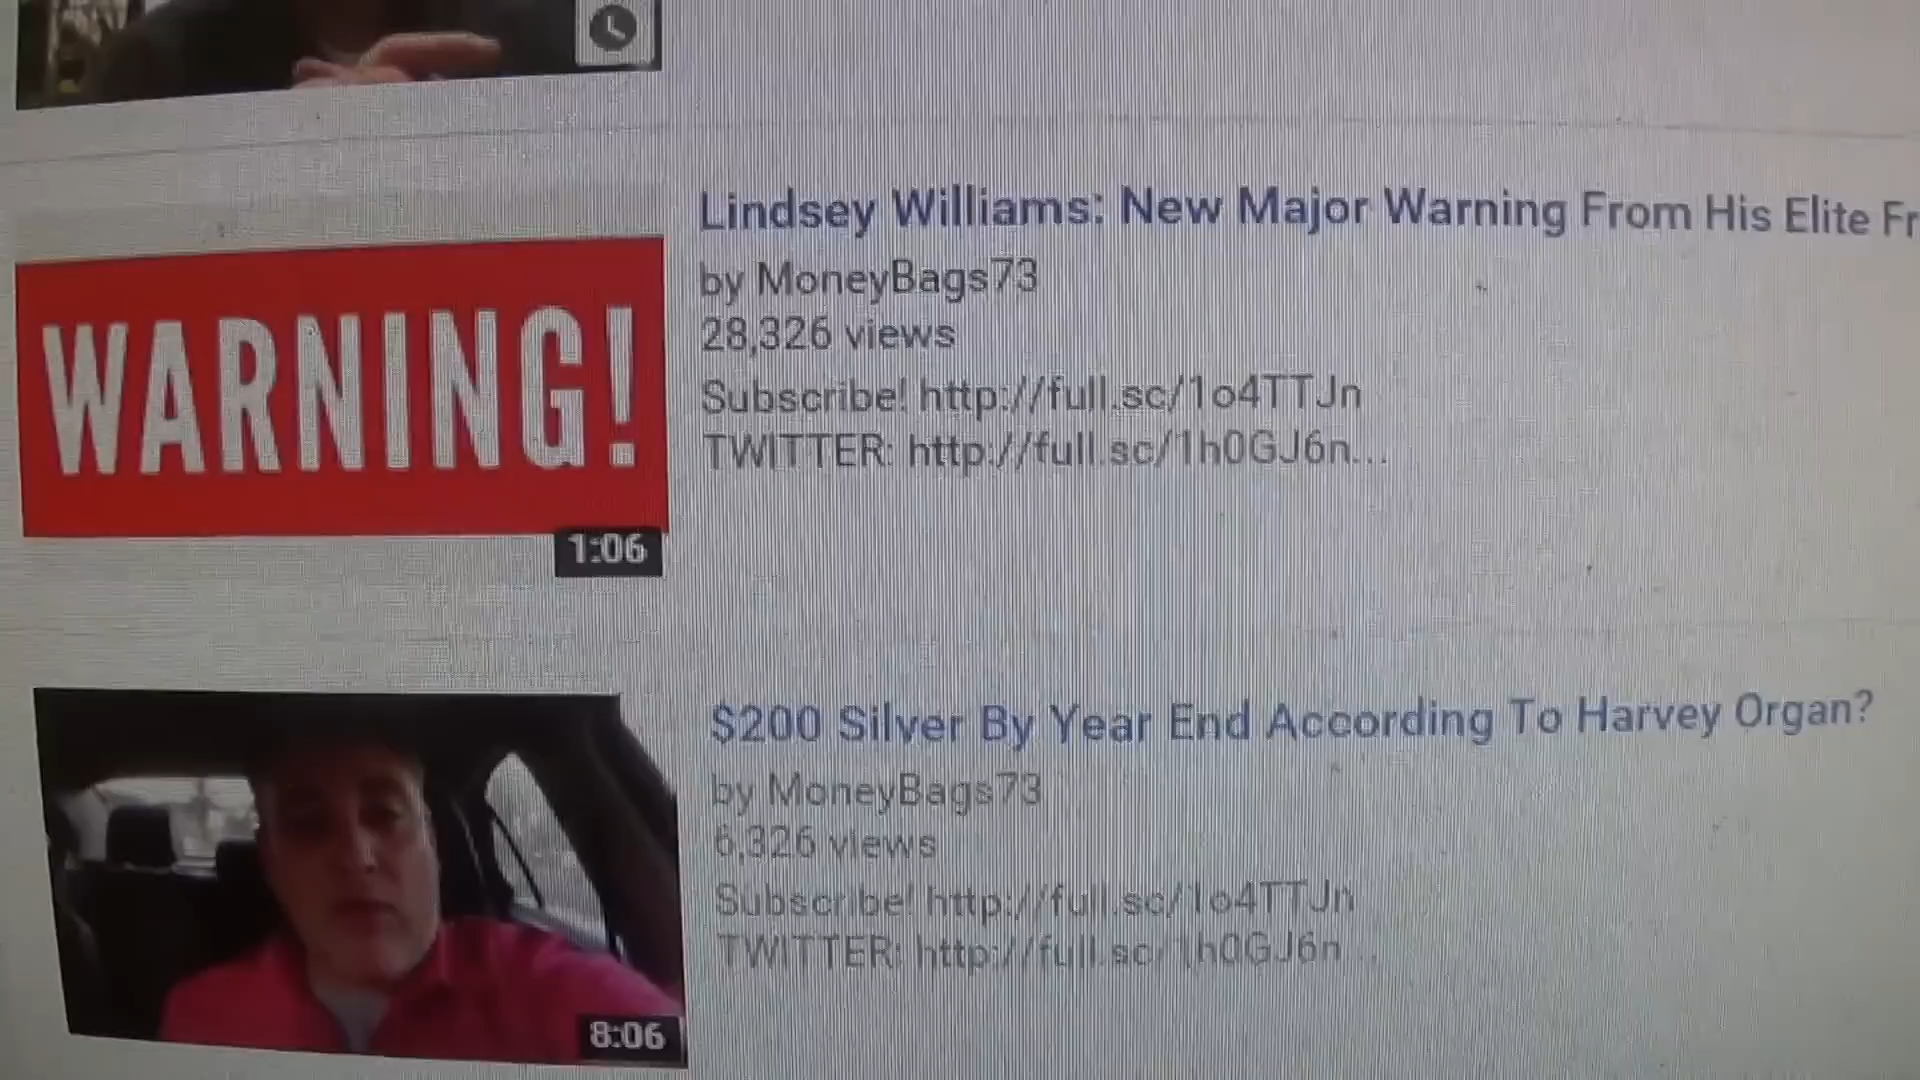 WARNING!
1:06
Lindsey Williams: New Major Warning From His Elite Fr
by MoneyBags73
28,326 views
Subscribe! http://full.sc/1o4TTJn
TWITTER: http://full.sc/1h0GJ6n...
8:06
$200 Silver By Year End According To Harvey Organ?
by MoneyBags73
6,326 views
Subscribe! http://full.sc/1o4TTJn
TWITTER: http://full.sc/1h0GJ6n...